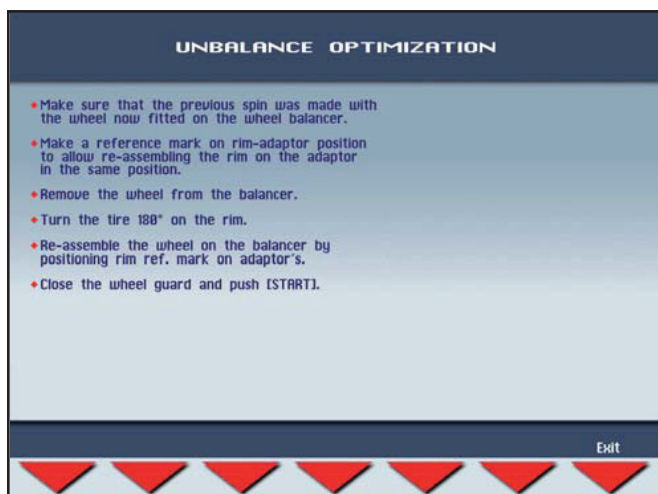 UNBALANCE OPTIMIZATION
Make sure that the previous spin was made with
the wheel now fitted on the wheel balancer.
Make a reference mark on rim-adaptor position
to allow re-assembling the rim on the adaptor
in the same position.
Remove the wheel from the balancer.
Turn the tire 180° on the rim.
Re-assemble the wheel on the balancer by
positioning rim ref. mark on adaptor's.
Close the wheel guard and push [START].
Exit